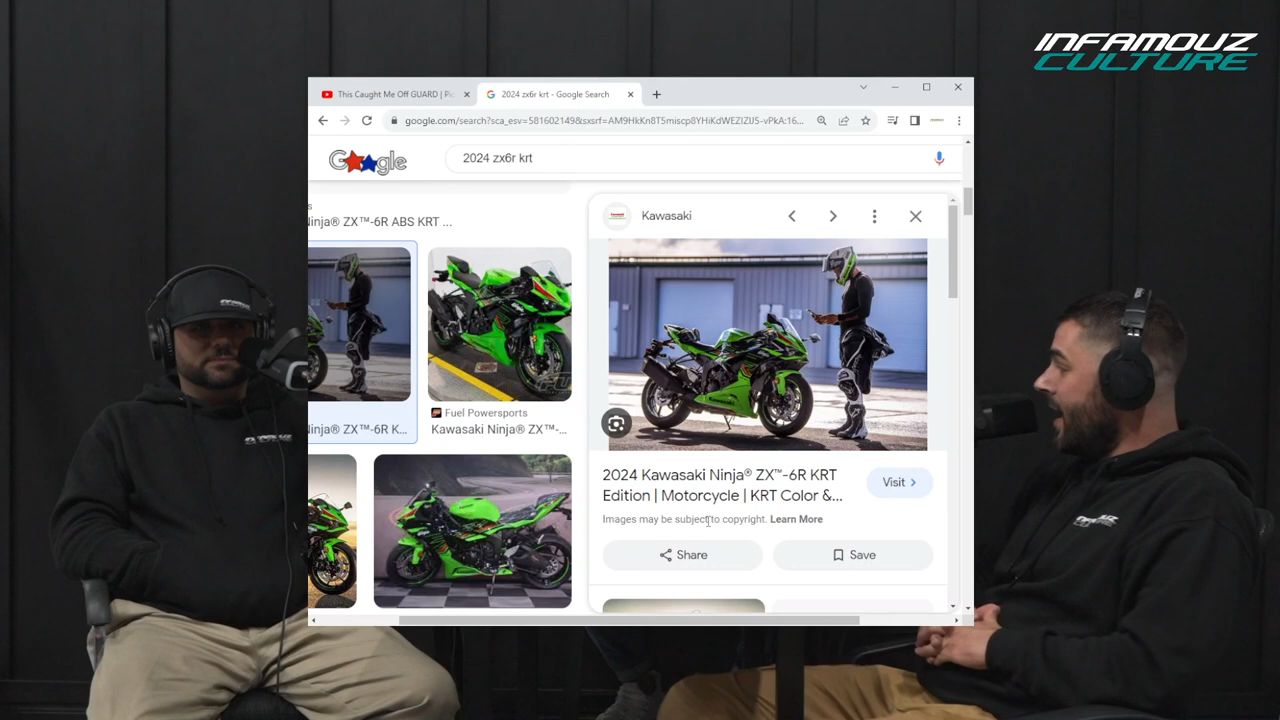 INFAMOUZ
CULTURE
This Caught Me Off GUARD | Pic
2024 zx6r krt - Google Search
google.com/search?sca_esv=581602149&sxsrf=AM9HkKn8T5miscp8YHiKdWEZIZIJ5-vPkA:16...
Google
2024 zx6r krt
s
Ninja® ZX™-6R ABS KRT ...
Kawasaki
Ninja® ZX™-6R K...
Fuel Powersports
Kawasaki Ninja® ZX™-...
2024 Kawasaki Ninja® ZX™-6R KRT
Edition | Motorcycle | KRT Color &...
Visit
Images may be subject to copyright. Learn More
Share
Save